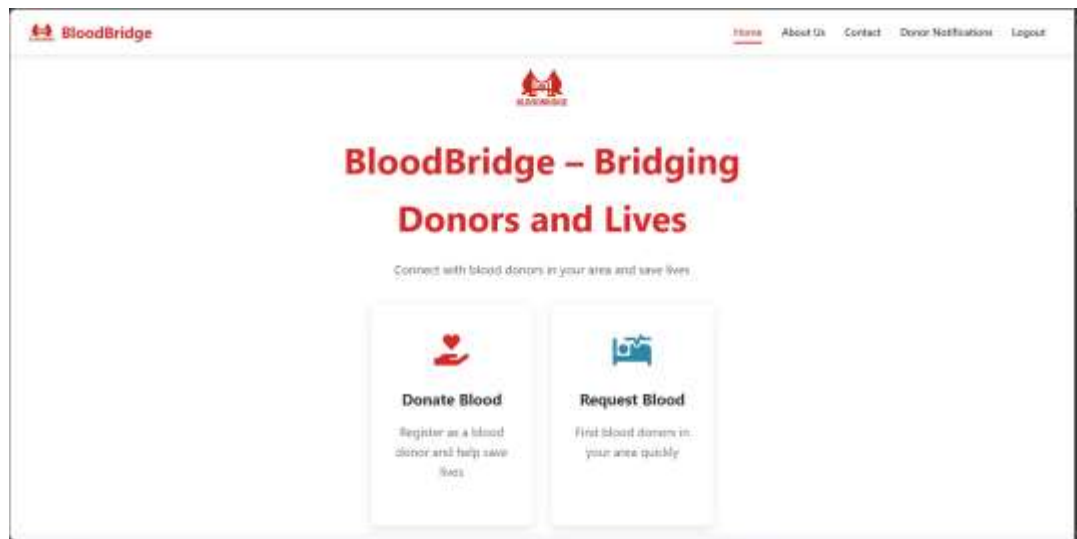 BloodBridge
Home About Us Contact Donor Notifications Logout
BLOODBRIDGE
BloodBridge – Bridging
Donors and Lives
Connect with blood donors in your area and save lives
Donate Blood
Register as a blood
donor and help save
lives
Request Blood
Find blood donors in
your area quickly